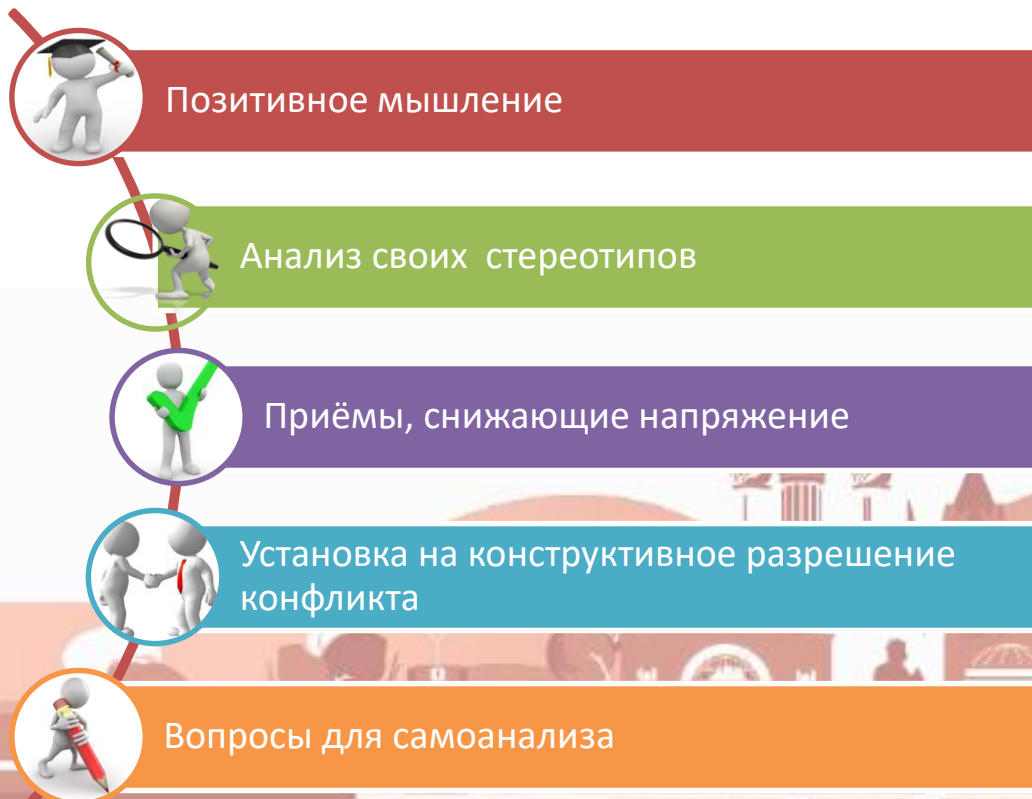 Позитивное мышление
Анализ своих стереотипов
Приёмы, снижающие напряжение
Установка на конструктивное разрешение
конфликта
Вопросы для самоанализа